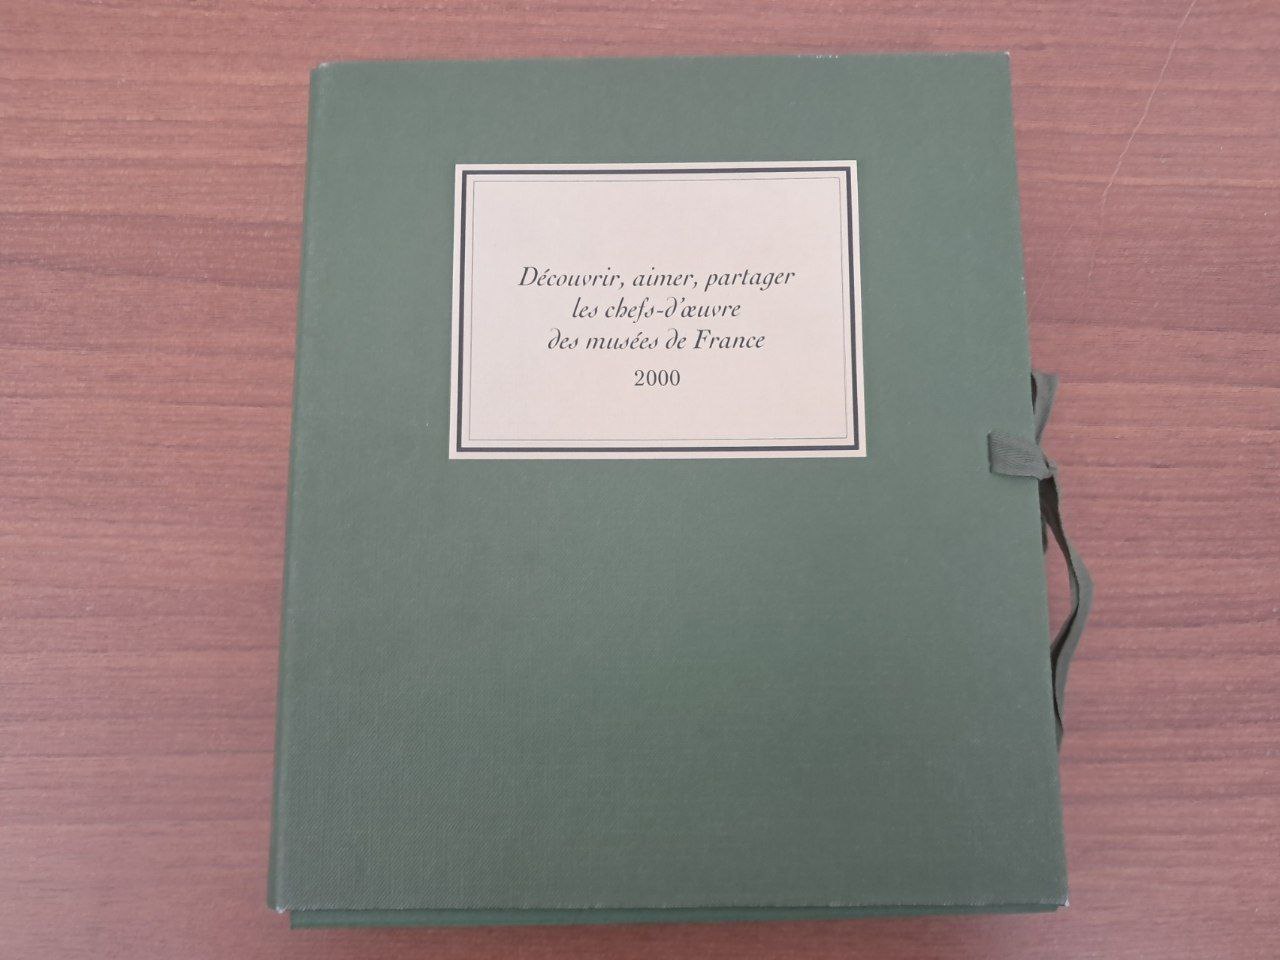 Découvrir, aimer, partager
les chefs-d'œuvre
des musées de France
2000